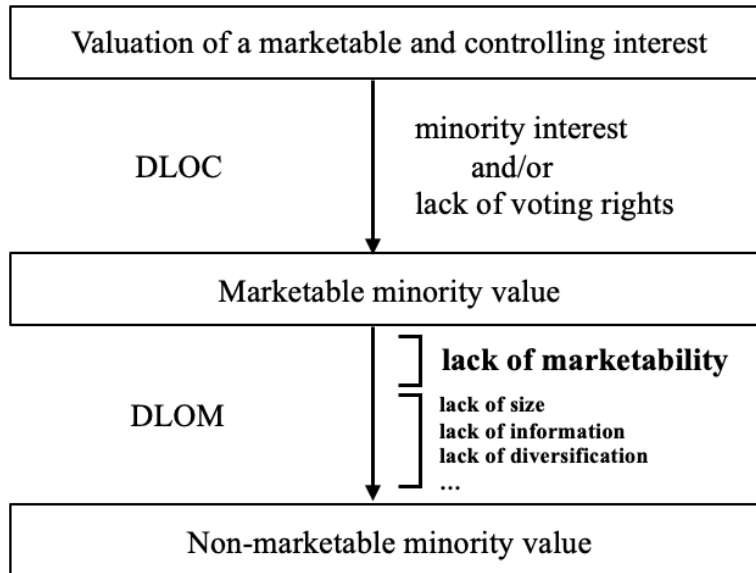 Valuation of a marketable and controlling interest
DLOC
minority interest
and/or
lack of voting rights
Marketable minority value
DLOM
lack of marketability
lack of size
lack of information
lack of diversification
...
Non-marketable minority value